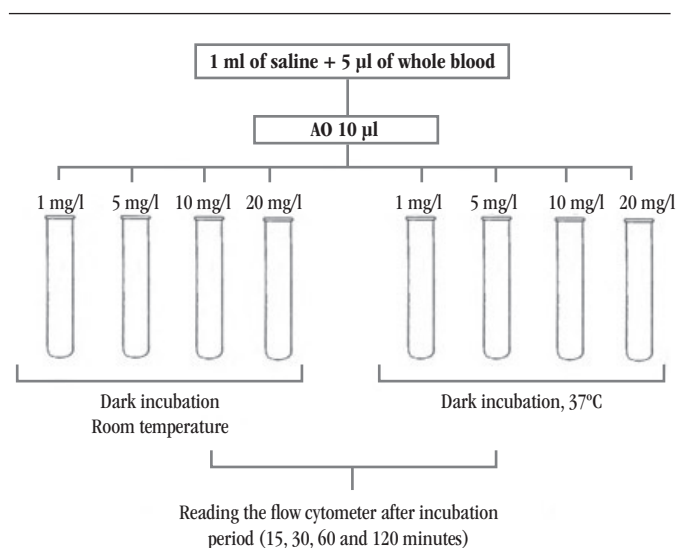 1 ml of saline + 5 µl of whole blood
AO 10 µl
1 mg/l 5 mg/l 10 mg/l 20 mg/l 1 mg/l 5 mg/l 10 mg/l 20 mg/l
Dark incubation
Room temperature
Dark incubation, 37ºC
Reading the flow cytometer after incubation
period (15, 30, 60 and 120 minutes)